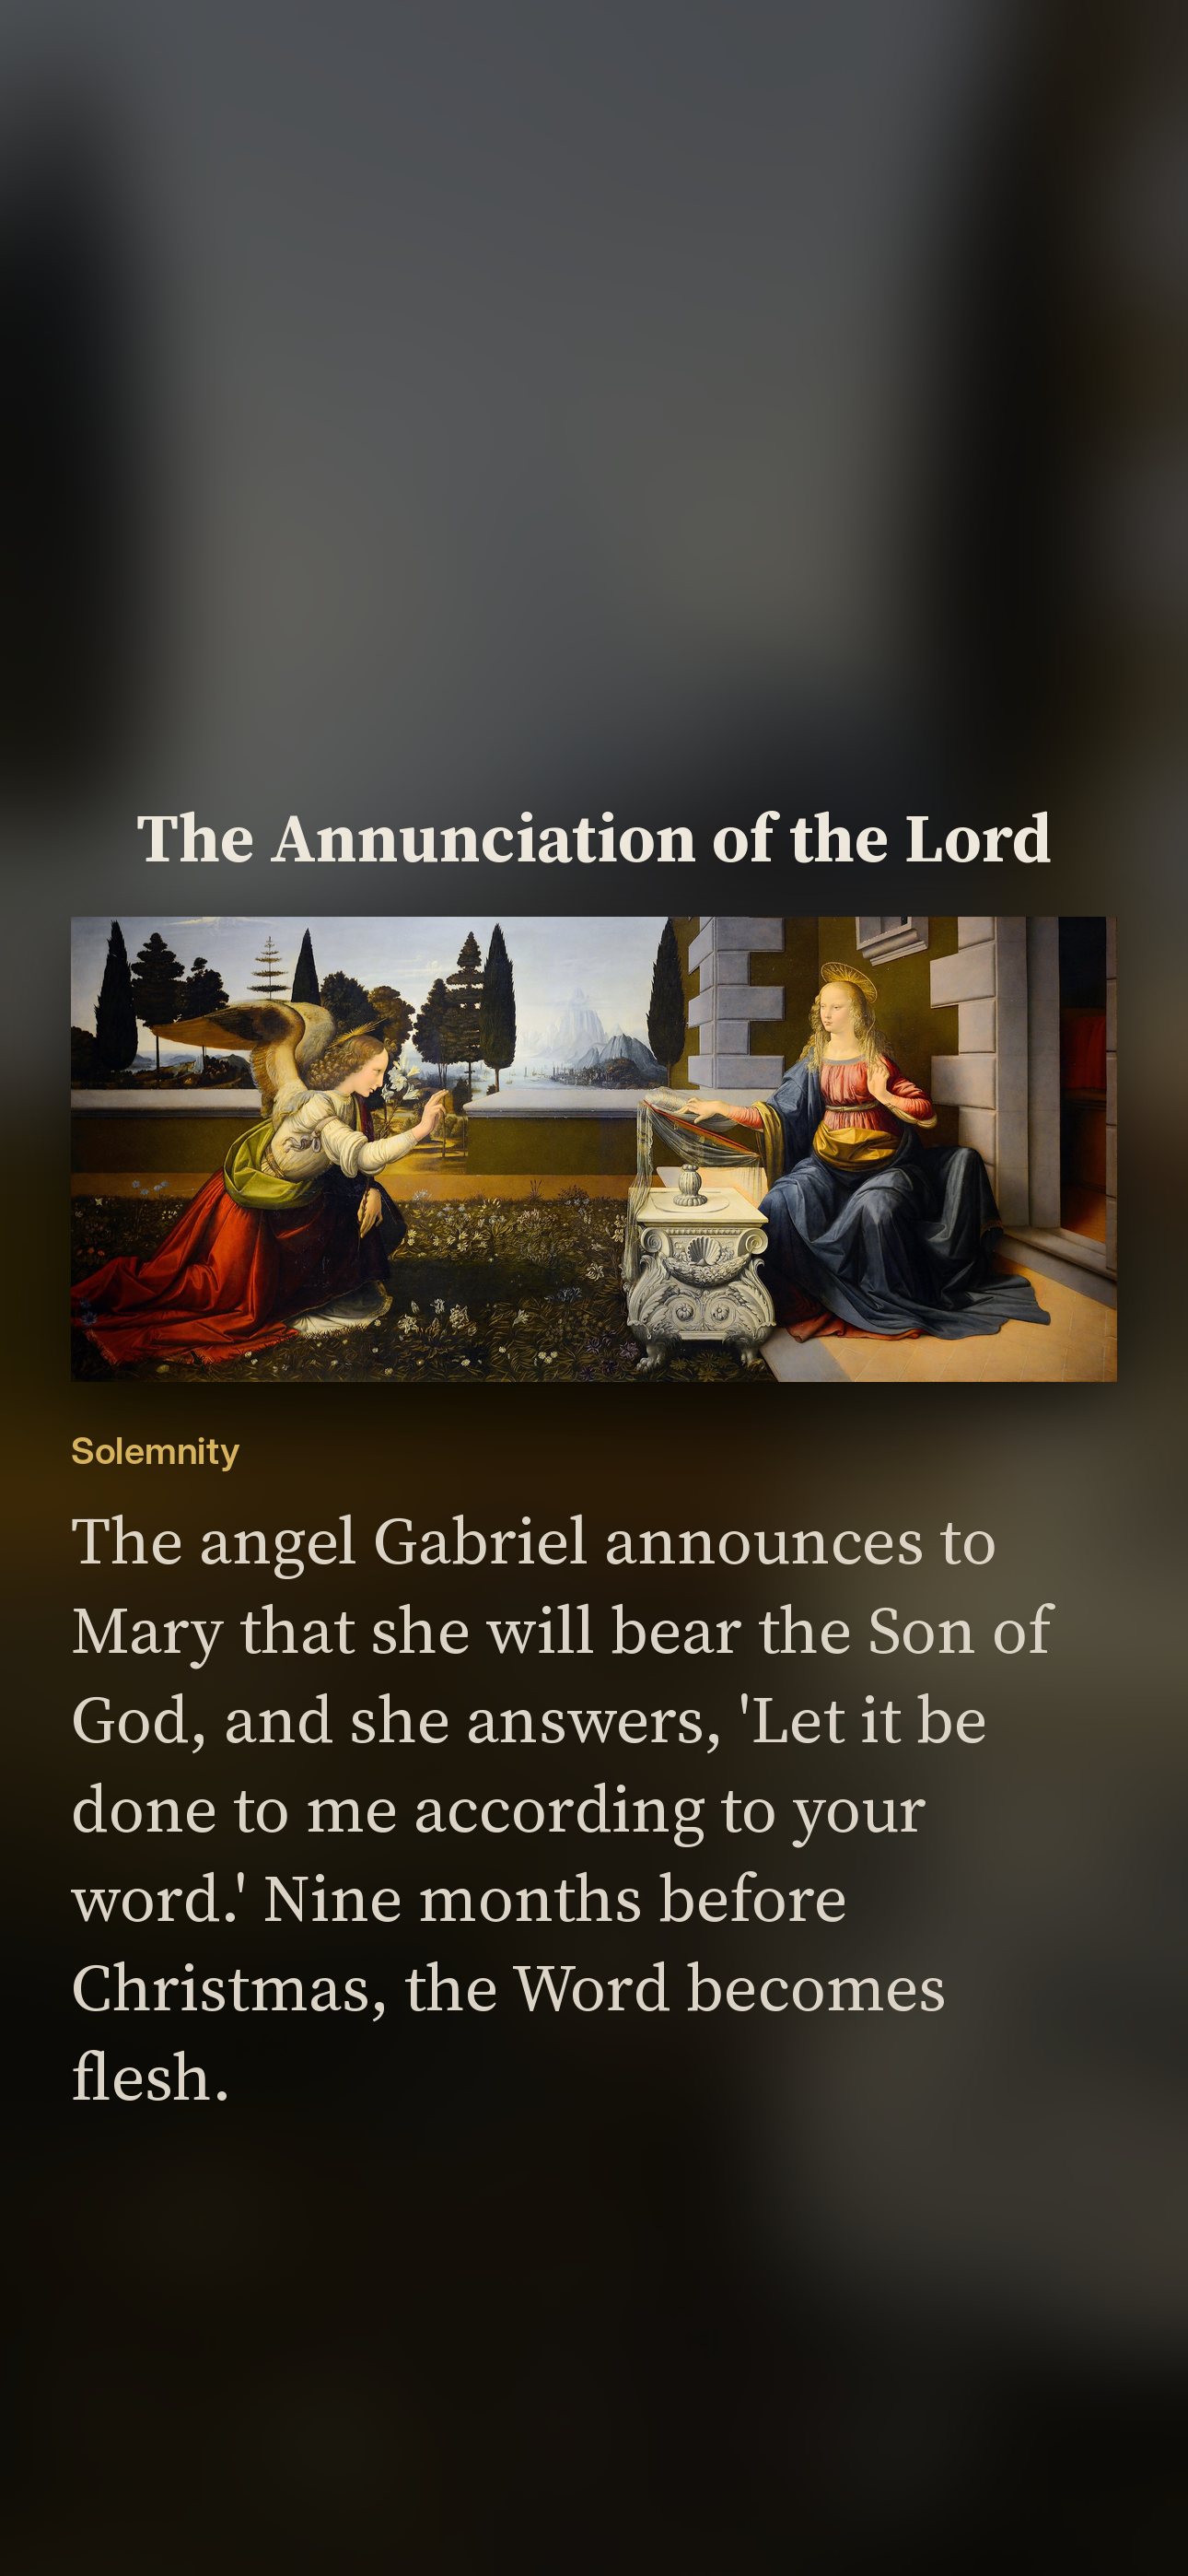 The Annunciation of the Lord
Solemnity
The angel Gabriel announces to
Mary that she will bear the Son of
God, and she answers, 'Let it be
done to me according to your
word.' Nine months before
Christmas, the Word becomes
flesh.